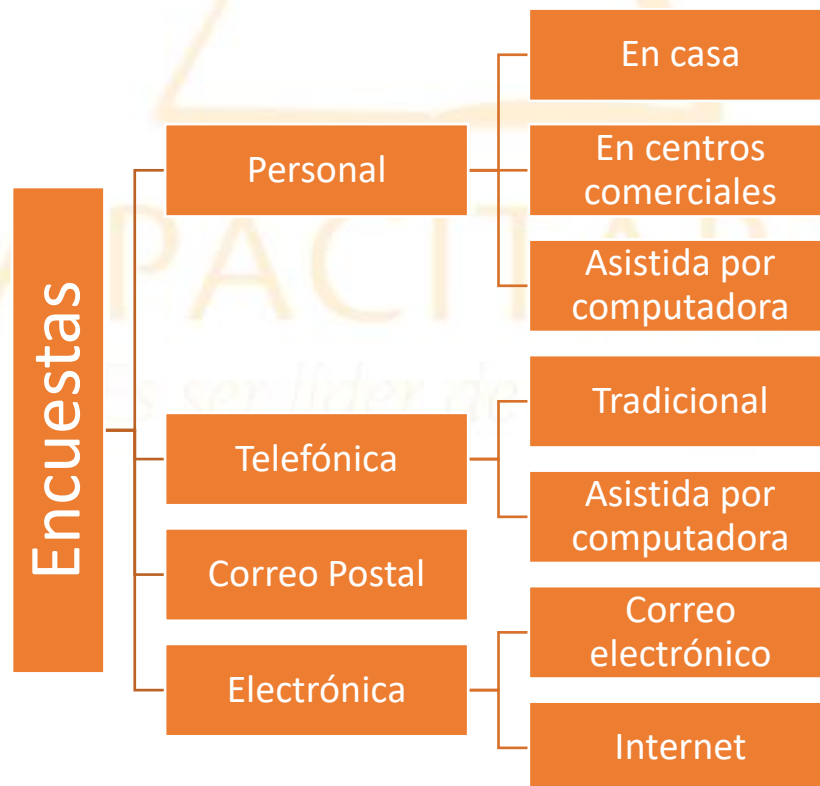 Encuestas
Personal
En casa
En centros
comerciales
Asistida por
computadora
Telefónica
Tradicional
Asistida por
computadora
Correo Postal
Electrónica
Correo
electrónico
Internet